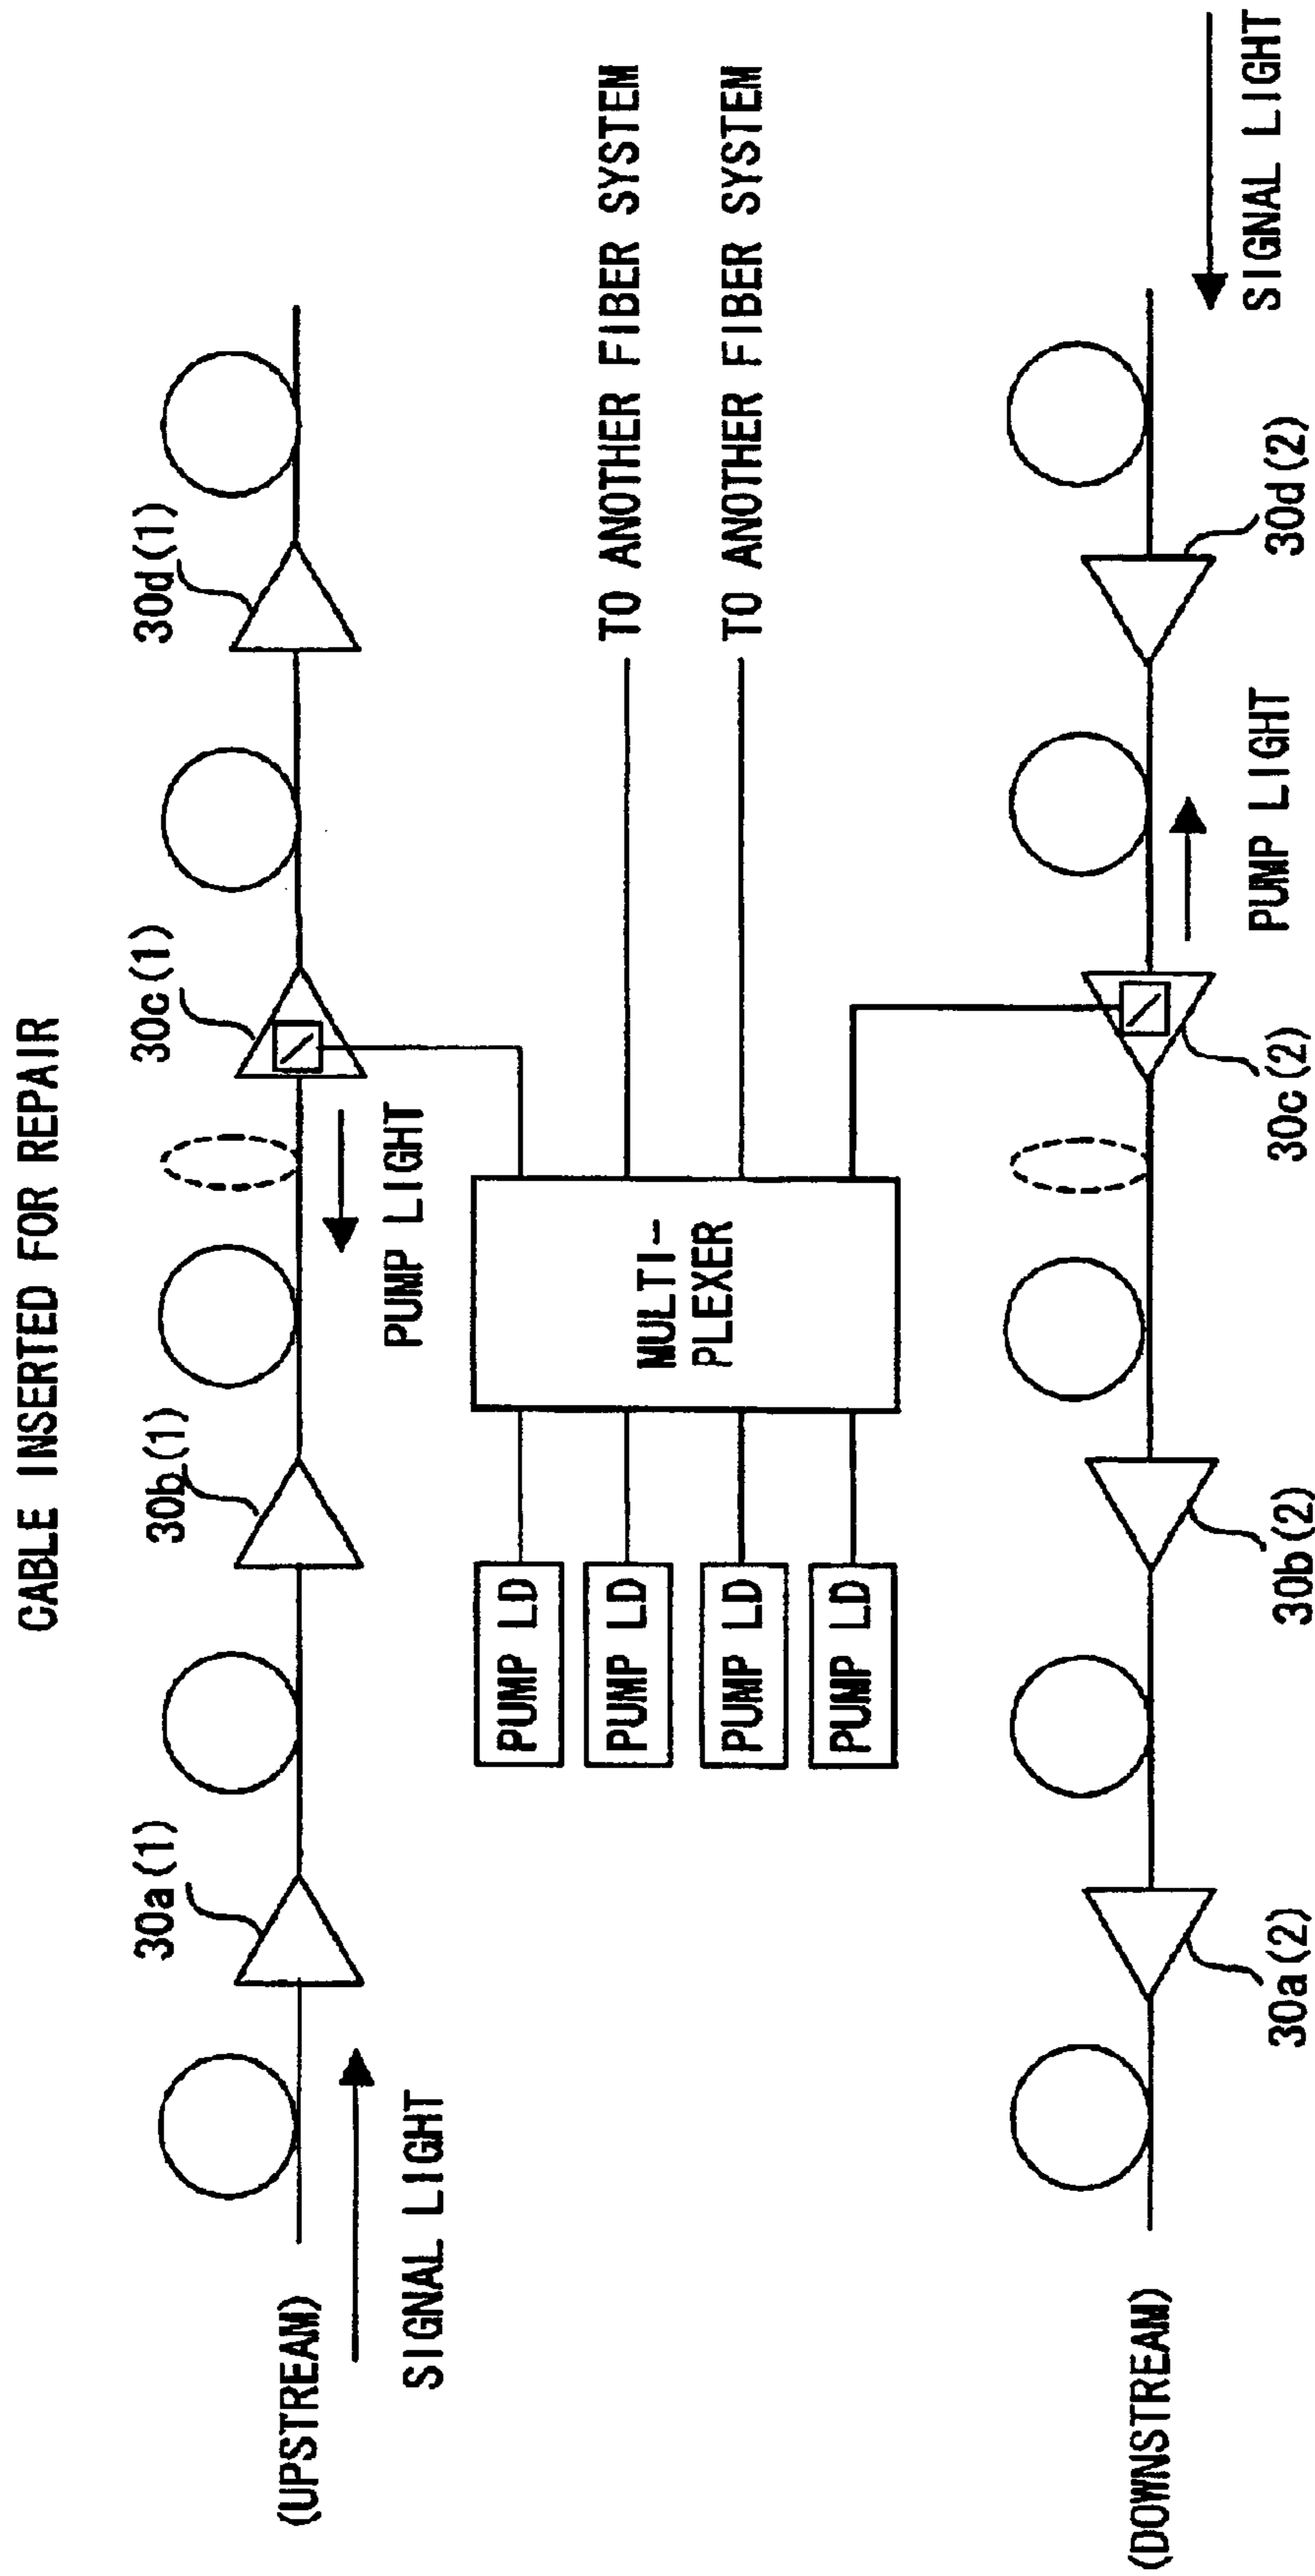 CABLE INSERTED FOR REPAIR
30a(1)
30b(1)
30c(1)
30d(1)
(UPSTREAM)
SIGNAL LIGHT
PUMP LIGHT
PUMP LD
PUMP LD
PUMP LD
PUMP LD
MULTI-
PLEXER
TO ANOTHER FIBER SYSTEM
TO ANOTHER FIBER SYSTEM
(DOWNSTREAM)
PUMP LIGHT
SIGNAL LIGHT
30a(2)
30b(2)
30c(2)
30d(2)